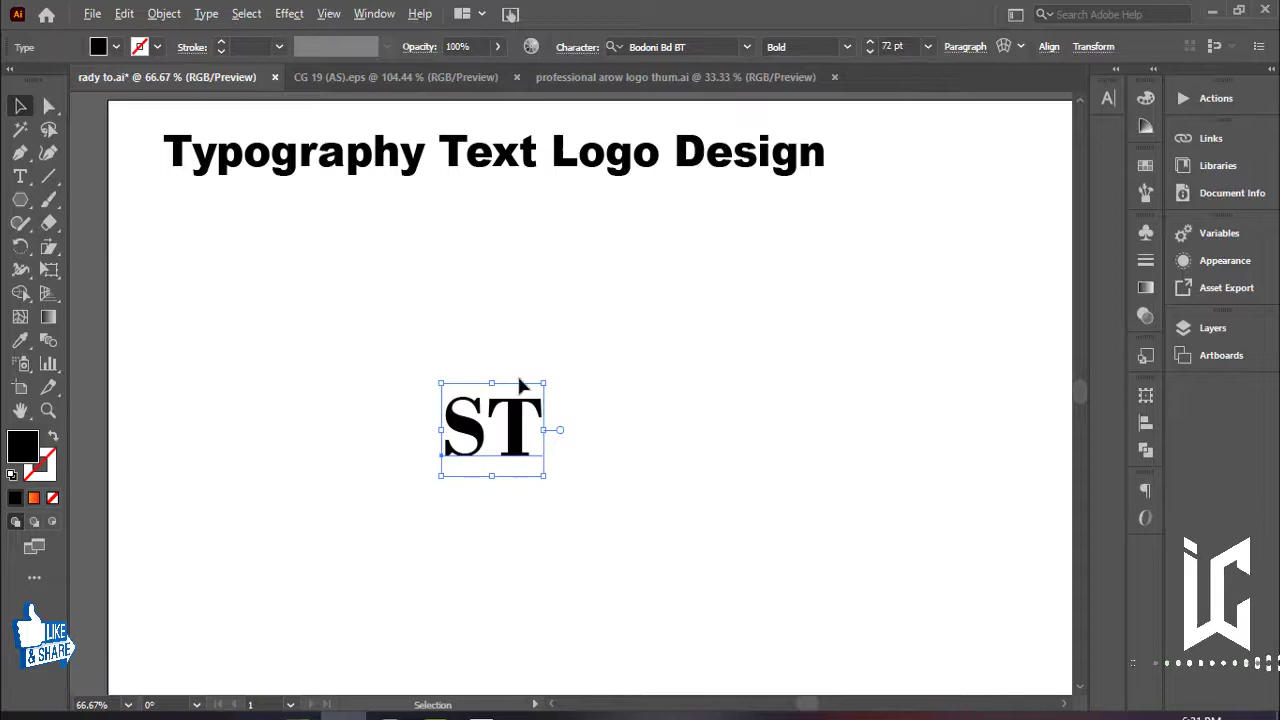 Ai File Edit Object Type Select Effect View Window Help Search Adobe Help
Type Stroke: Opacity: 100% Character: Bodoni Bd BT Bold 72 pt Paragraph Align Transform
rady to.ai* @ 66.67 % (RGB/Preview) × CG 19 (AS).eps @ 104.44 % (RGB/Preview) × professional arow logo thum.ai @ 33.33 % (RGB/Preview) ×
Typography Text Logo Design
Actions
Links
Libraries
Document Info
Variables
Appearance
Asset Export
Layers
Artboards
ST
LIKE
& SHARE
66.67% 0° 1 Selection